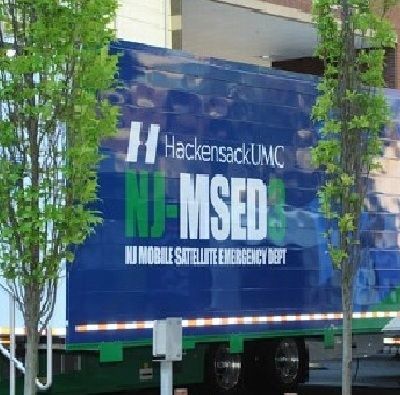 H HackensackUMC
NJ-MSED3
NJ MOBILE SATELLITE EMERGENCY DEPT